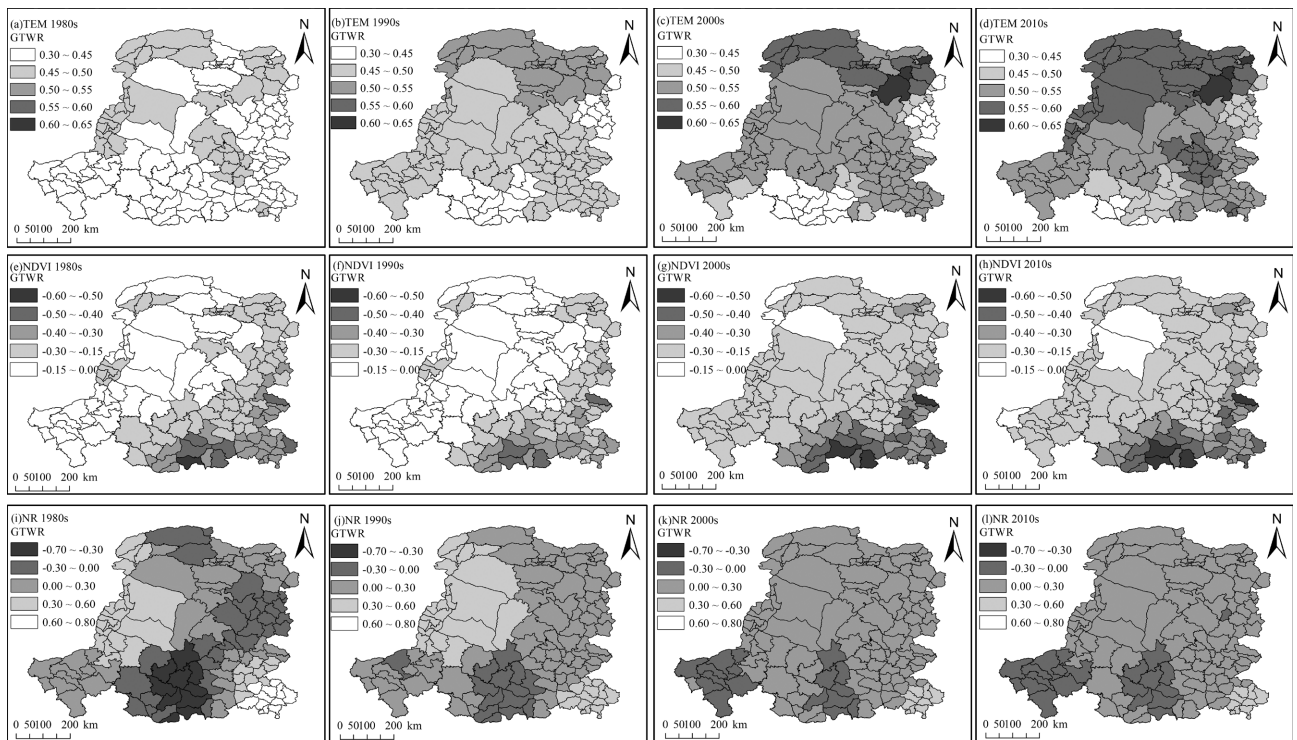 (a)TEM 1980s
GTWR
0.30 ~ 0.45
0.45 ~ 0.50
0.50 ~ 0.55
0.55 ~ 0.60
0.60 ~ 0.65
N
0 50100 200 km
(b)TEM 1990s
GTWR
0.30 ~ 0.45
0.45 ~ 0.50
0.50 ~ 0.55
0.55 ~ 0.60
0.60 ~ 0.65
N
0 50100 200 km
(c)TEM 2000s
GTWR
0.30 ~ 0.45
0.45 ~ 0.50
0.50 ~ 0.55
0.55 ~ 0.60
0.60 ~ 0.65
N
0 50100 200 km
(d)TEM 2010s
GTWR
0.30 ~ 0.45
0.45 ~ 0.50
0.50 ~ 0.55
0.55 ~ 0.60
0.60 ~ 0.65
N
0 50100 200 km
(e)NDVI 1980s
GTWR
-0.60 ~ -0.50
-0.50 ~ -0.40
-0.40 ~ -0.30
-0.30 ~ -0.15
-0.15 ~ 0.00
N
0 50100 200 km
(f)NDVI 1990s
GTWR
-0.60 ~ -0.50
-0.50 ~ -0.40
-0.40 ~ -0.30
-0.30 ~ -0.15
-0.15 ~ 0.00
N
0 50100 200 km
(g)NDVI 2000s
GTWR
-0.60 ~ -0.50
-0.50 ~ -0.40
-0.40 ~ -0.30
-0.30 ~ -0.15
-0.15 ~ 0.00
N
0 50100 200 km
(h)NDVI 2010s
GTWR
-0.60 ~ -0.50
-0.50 ~ -0.40
-0.40 ~ -0.30
-0.30 ~ -0.15
-0.15 ~ 0.00
N
0 50100 200 km
(i)NR 1980s
GTWR
-0.70 ~ -0.30
-0.30 ~ 0.00
0.00 ~ 0.30
0.30 ~ 0.60
0.60 ~ 0.80
N
0 50100 200 km
(j)NR 1990s
GTWR
-0.70 ~ -0.30
-0.30 ~ 0.00
0.00 ~ 0.30
0.30 ~ 0.60
0.60 ~ 0.80
N
0 50100 200 km
(k)NR 2000s
GTWR
-0.70 ~ -0.30
-0.30 ~ 0.00
0.00 ~ 0.30
0.30 ~ 0.60
0.60 ~ 0.80
N
0 50100 200 km
(l)NR 2010s
GTWR
-0.70 ~ -0.30
-0.30 ~ 0.00
0.00 ~ 0.30
0.30 ~ 0.60
0.60 ~ 0.80
N
0 50100 200 km